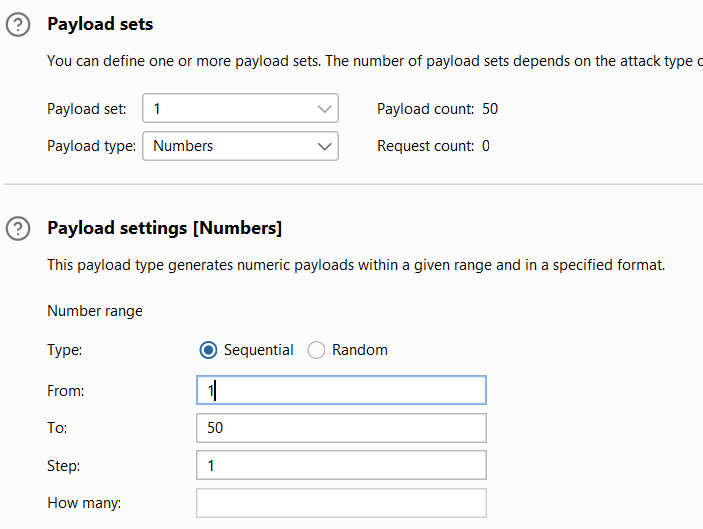 Payload sets
You can define one or more payload sets. The number of payload sets depends on the attack type
Payload set: 1 Payload count: 50
Payload type: Numbers Request count: 0
Payload settings [Numbers]
This payload type generates numeric payloads within a given range and in a specified format.
Number range
Type: Sequential Random
From: 1
To: 50
Step: 1
How many: